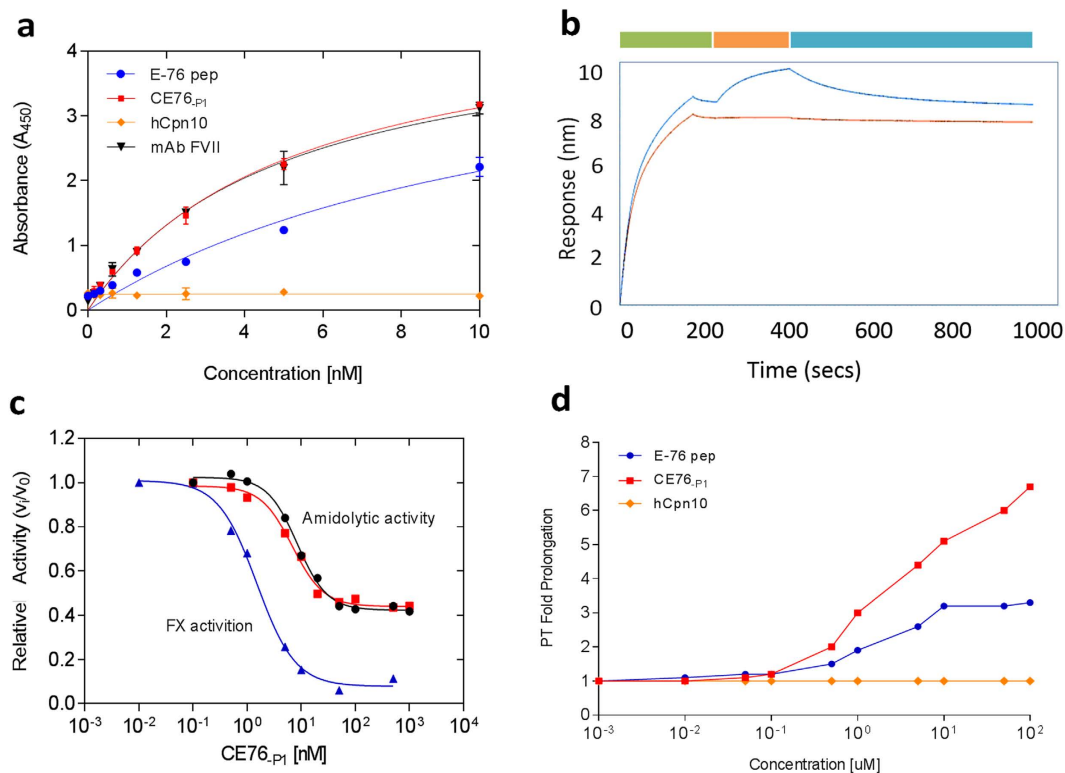 a
Absorbance (A450)
4
3
2
1
0
E-76 pep
CE76-P1
hCpn10
mAb FVII
0 2 4 6 8 10
Concentration [nM]
b
Response (nm)
10
8
6
4
2
0
0 200 400 600 800 1000
Time (secs)
c
Relative Activity (vi/v0)
1.2
1.0
0.8
0.6
0.4
0.2
0.0
Amidolytic activity
FX activition
10-3 10-2 10-1 100 101 102 103 104
CE76-P1 [nM]
d
PT Fold Prolongation
8
7
6
5
4
3
2
1
0
E-76 pep
CE76-P1
hCpn10
10-3 10-2 10-1 100 101 102
Concentration [uM]